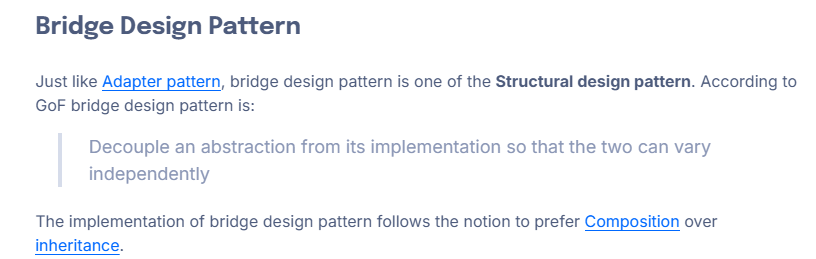 Bridge Design Pattern
Just like Adapter pattern, bridge design pattern is one of the Structural design pattern. According to
GoF bridge design pattern is:
Decouple an abstraction from its implementation so that the two can vary
independently
The implementation of bridge design pattern follows the notion to prefer Composition over
inheritance.